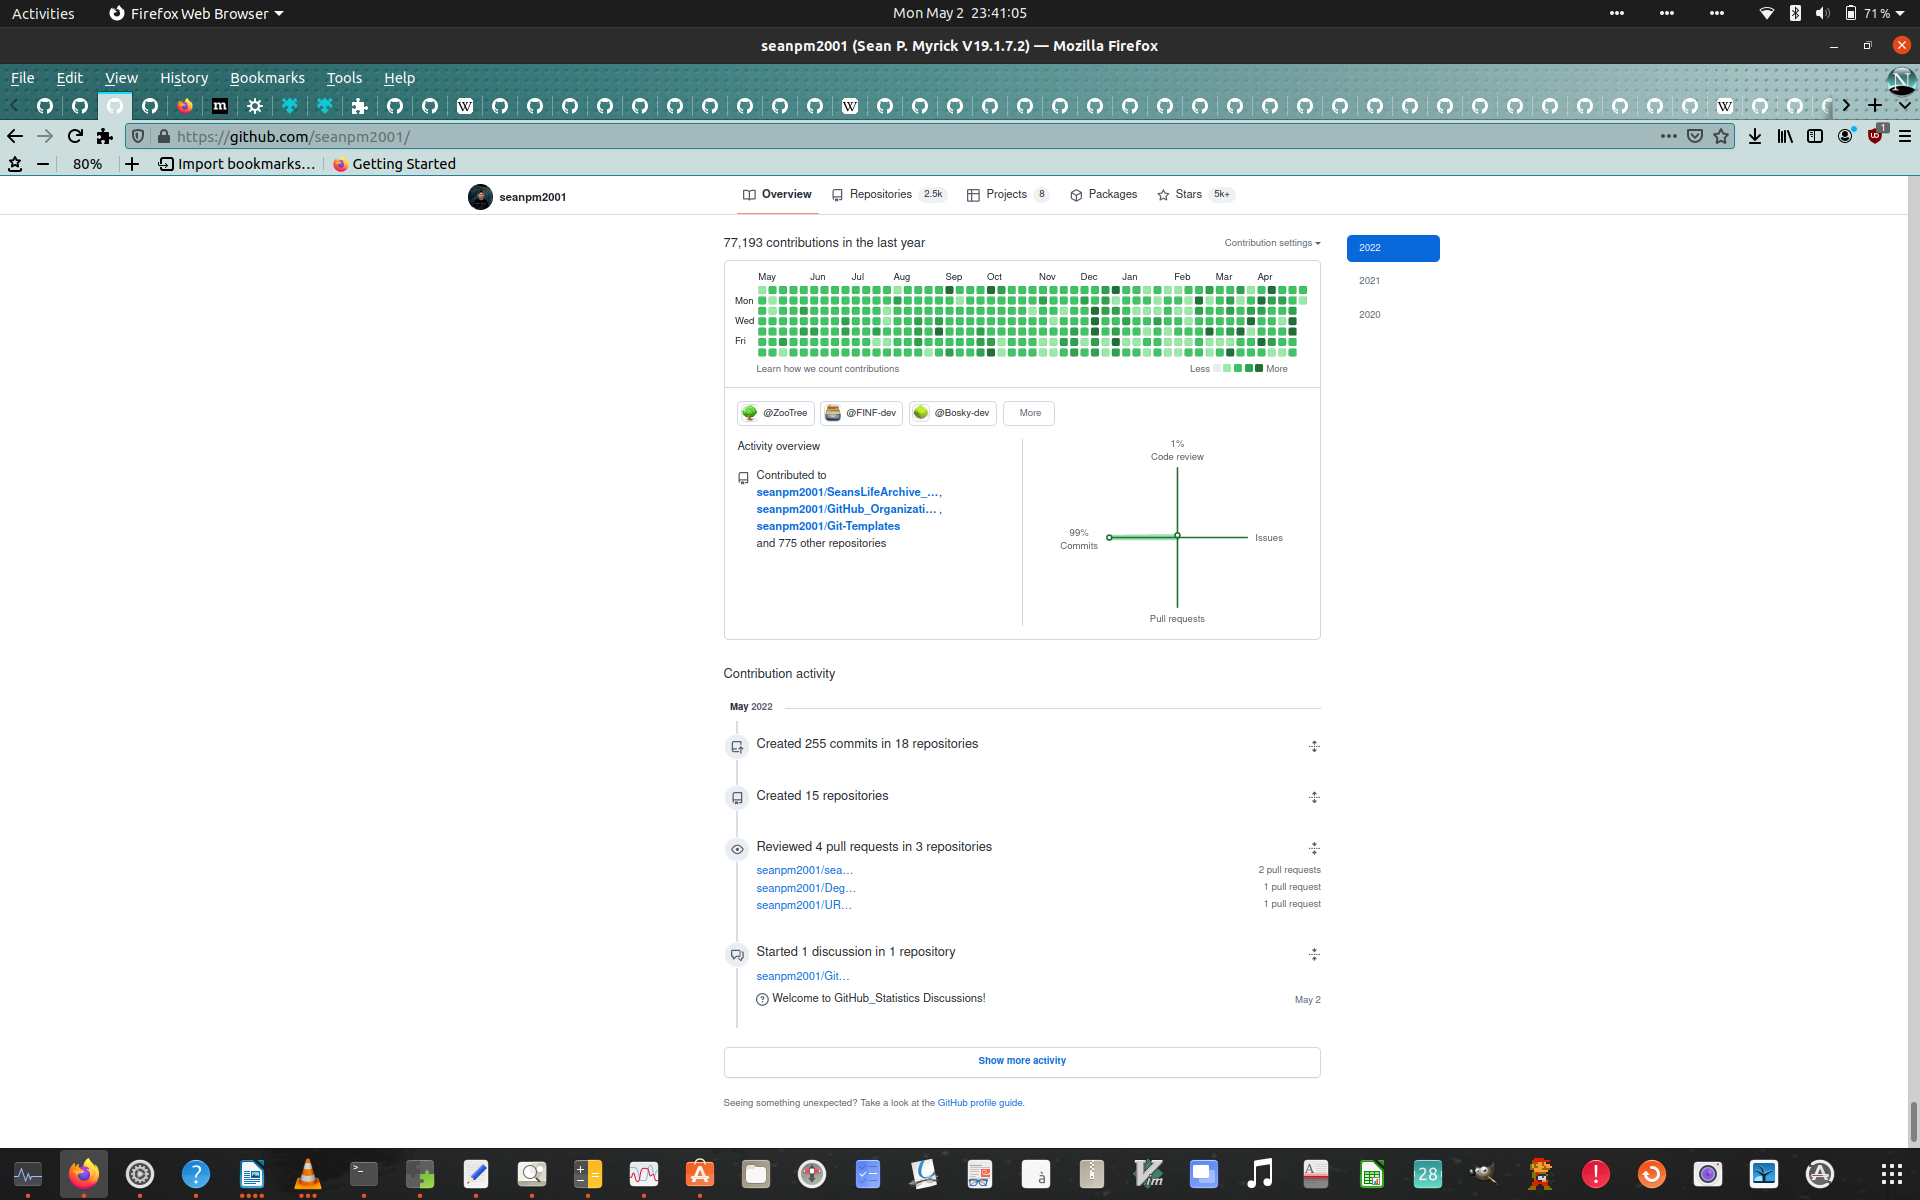 Activities
Firefox Web Browser
Mon May 2 23:41:05
71 %
seanpm2001 (Sean P. Myrick V19.1.7.2) — Mozilla Firefox
File Edit View History Bookmarks Tools Help
https://github.com/seanpm2001/
80%
Import bookmarks…
Getting Started
seanpm2001
Overview
Repositories 2.5k
Projects 8
Packages
Stars 5k+
77,193 contributions in the last year
Contribution settings
2022
2021
2020
May Jun Jul Aug Sep Oct Nov Dec Jan Feb Mar Apr
Mon
Wed
Fri
Learn how we count contributions
Less
More
@ZooTree
@FINF-dev
@Bosky-dev
More
Activity overview
Contributed to
seanpm2001/SeansLifeArchive_…,
seanpm2001/GitHub_Organizati… ,
seanpm2001/Git-Templates
and 775 other repositories
1%
Code review
99%
Commits
Issues
Pull requests
Contribution activity
May 2022
Created 255 commits in 18 repositories
Created 15 repositories
Reviewed 4 pull requests in 3 repositories
seanpm2001/sea…
2 pull requests
seanpm2001/Deg…
1 pull request
seanpm2001/UR…
1 pull request
Started 1 discussion in 1 repository
seanpm2001/Git…
Welcome to GitHub_Statistics Discussions!
May 2
Show more activity
Seeing something unexpected? Take a look at the GitHub profile guide.
28